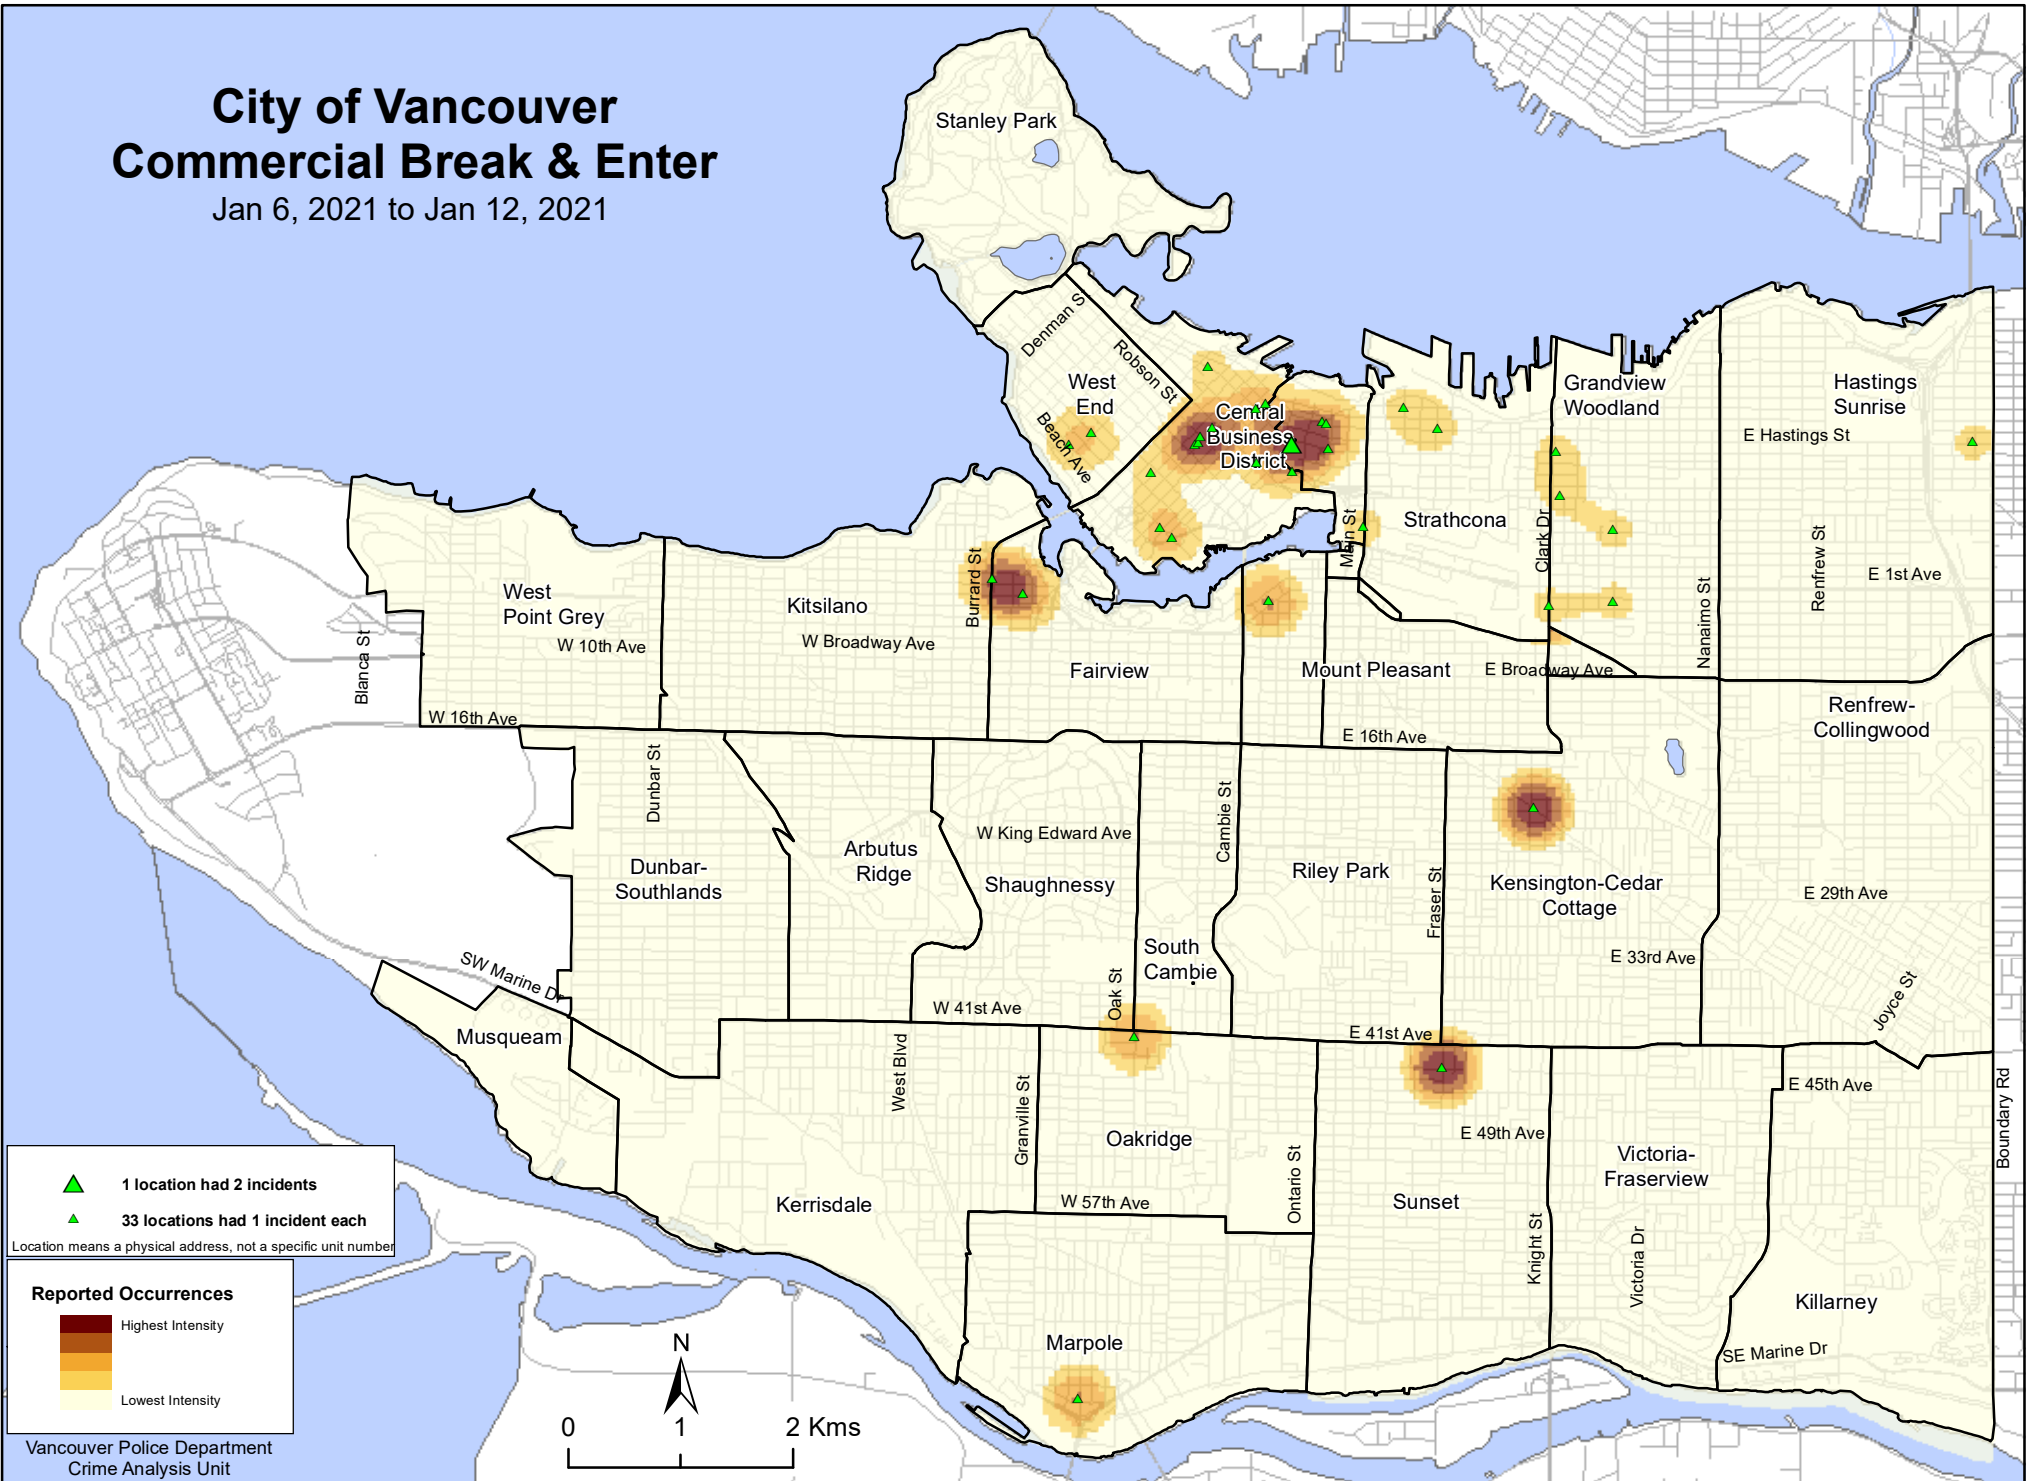 City of Vancouver
Commercial Break & Enter
Jan 6, 2021 to Jan 12, 2021
Stanley Park
Denman S
Robson St
West
End
Beach Ave
Central
Business
District
Grandview
Woodland
Hastings
Sunrise
E Hastings St
Strathcona
Main St
Clark Dr
Nanaimo St
Renfrew St
E 1st Ave
West
Point Grey
W 10th Ave
Blanca St
Kitsilano
W Broadway Ave
Burrard St
Fairview
Mount Pleasant
E Broadway Ave
W 16th Ave
E 16th Ave
Renfrew-
Collingwood
Dunbar St
Dunbar-
Southlands
Arbutus
Ridge
W King Edward Ave
Shaughnessy
Cambie St
Riley Park
Fraser St
Kensington-Cedar
Cottage
E 29th Ave
South
Cambie
E 33rd Ave
SW Marine Dr
Oak St
Joyce St
W 41st Ave
E 41st Ave
Musqueam
West Blvd
Granville St
E 45th Ave
Boundary Rd
Oakridge
E 49th Ave
Ontario St
Victoria-
Fraserview
Kerrisdale
W 57th Ave
Sunset
Knight St
Victoria Dr
Killarney
Marpole
SE Marine Dr
1 location had 2 incidents
33 locations had 1 incident each
Location means a physical address, not a specific unit number
Reported Occurrences
Highest Intensity
Lowest Intensity
N
0 1 2 Kms
Vancouver Police Department
Crime Analysis Unit